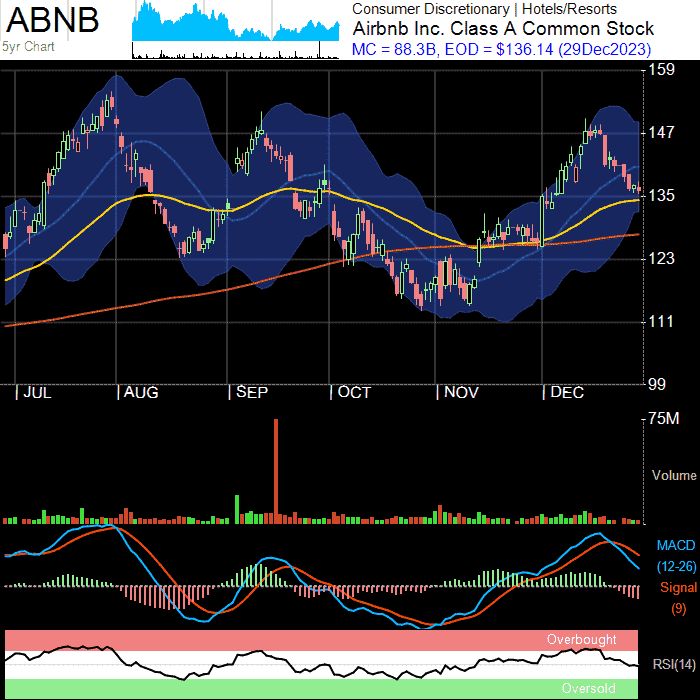 ABNB
5yr Chart
Consumer Discretionary | Hotels/Resorts
Airbnb Inc. Class A Common Stock
MC = 88.3B, EOD = $136.14 (29Dec2023)
159
147
135
123
111
99
JUL AUG SEP OCT NOV DEC
75M
Volume
MACD
(12-26)
Signal
(9)
Overbought
RSI(14)
Oversold